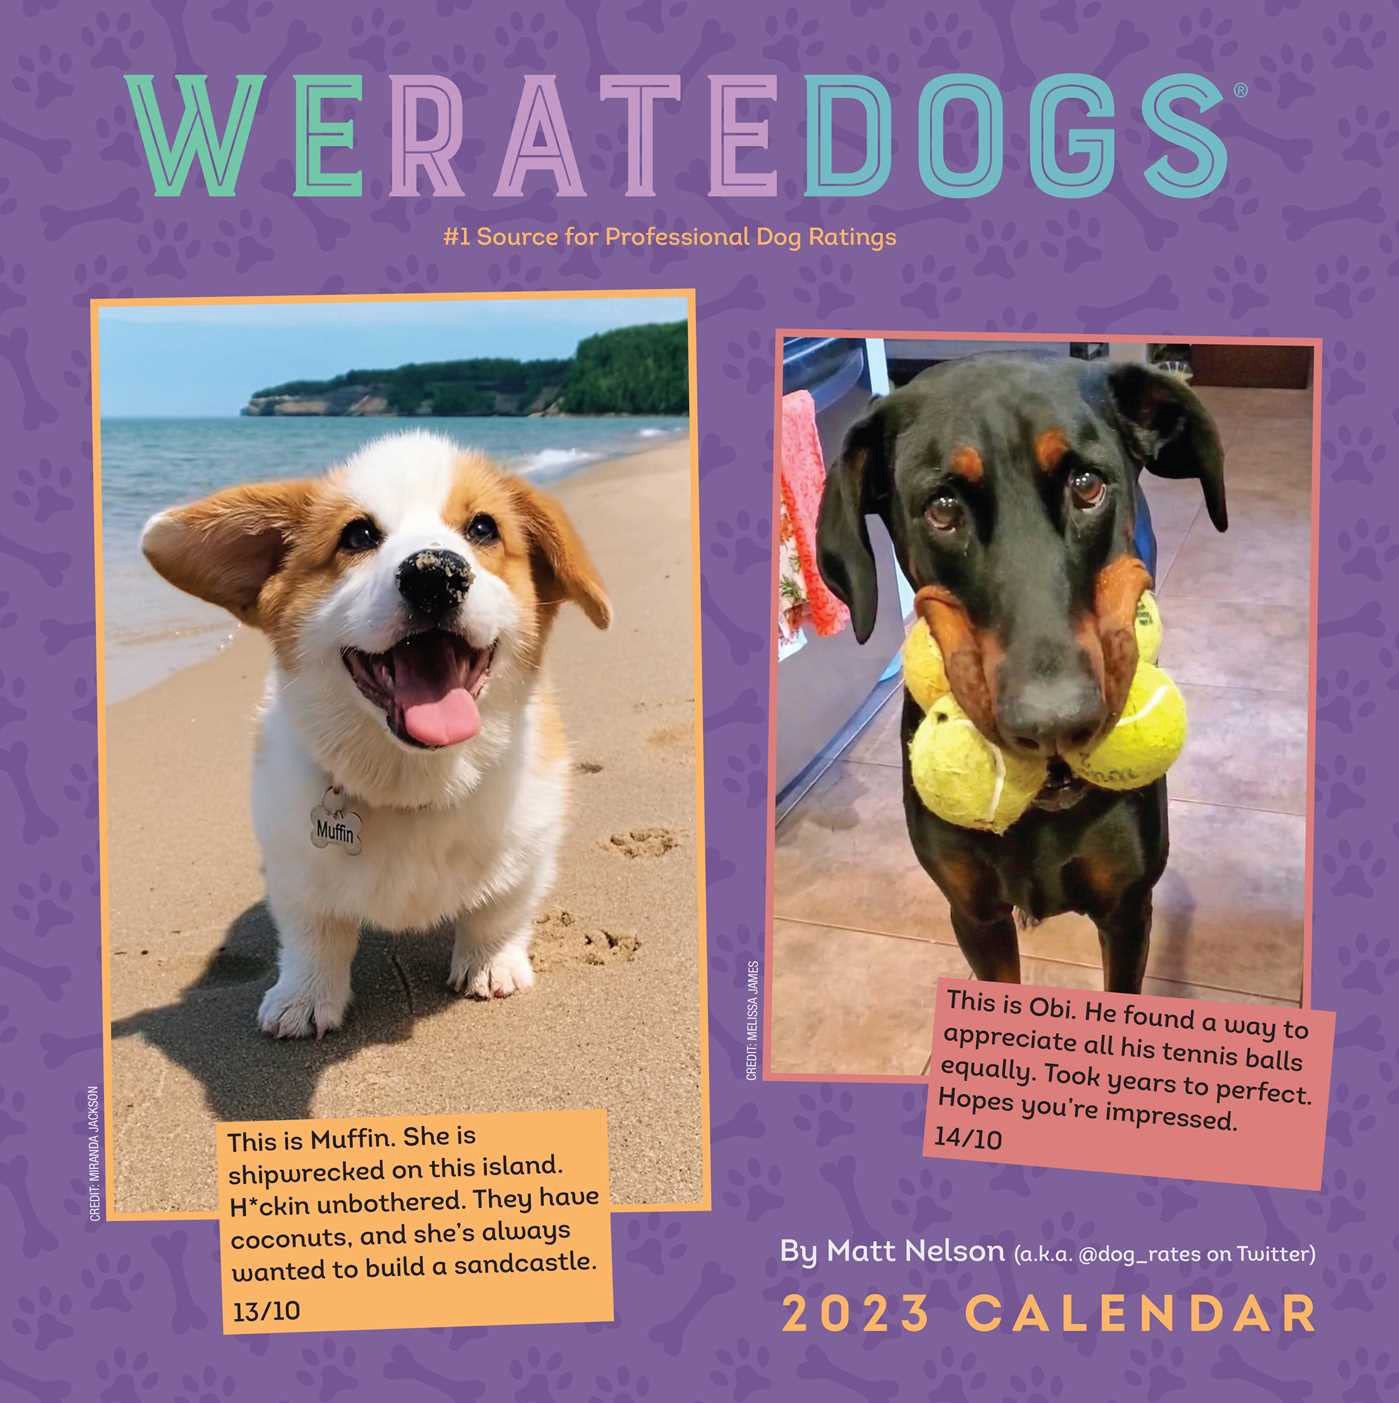 WERATEDOGS®
#1 Source for Professional Dog Ratings
Muffin
CREDIT: MIRANDA JACKSON
This is Muffin. She is
shipwrecked on this island.
H*ckin unbothered. They have
coconuts, and she's always
wanted to build a sandcastle.
13/10
CREDIT: MELISSA JAMES
This is Obi. He found a way to
appreciate all his tennis balls
equally. Took years to perfect.
Hopes you're impressed.
14/10
By Matt Nelson (a.k.a. @dog_rates on Twitter)
2023 CALENDAR